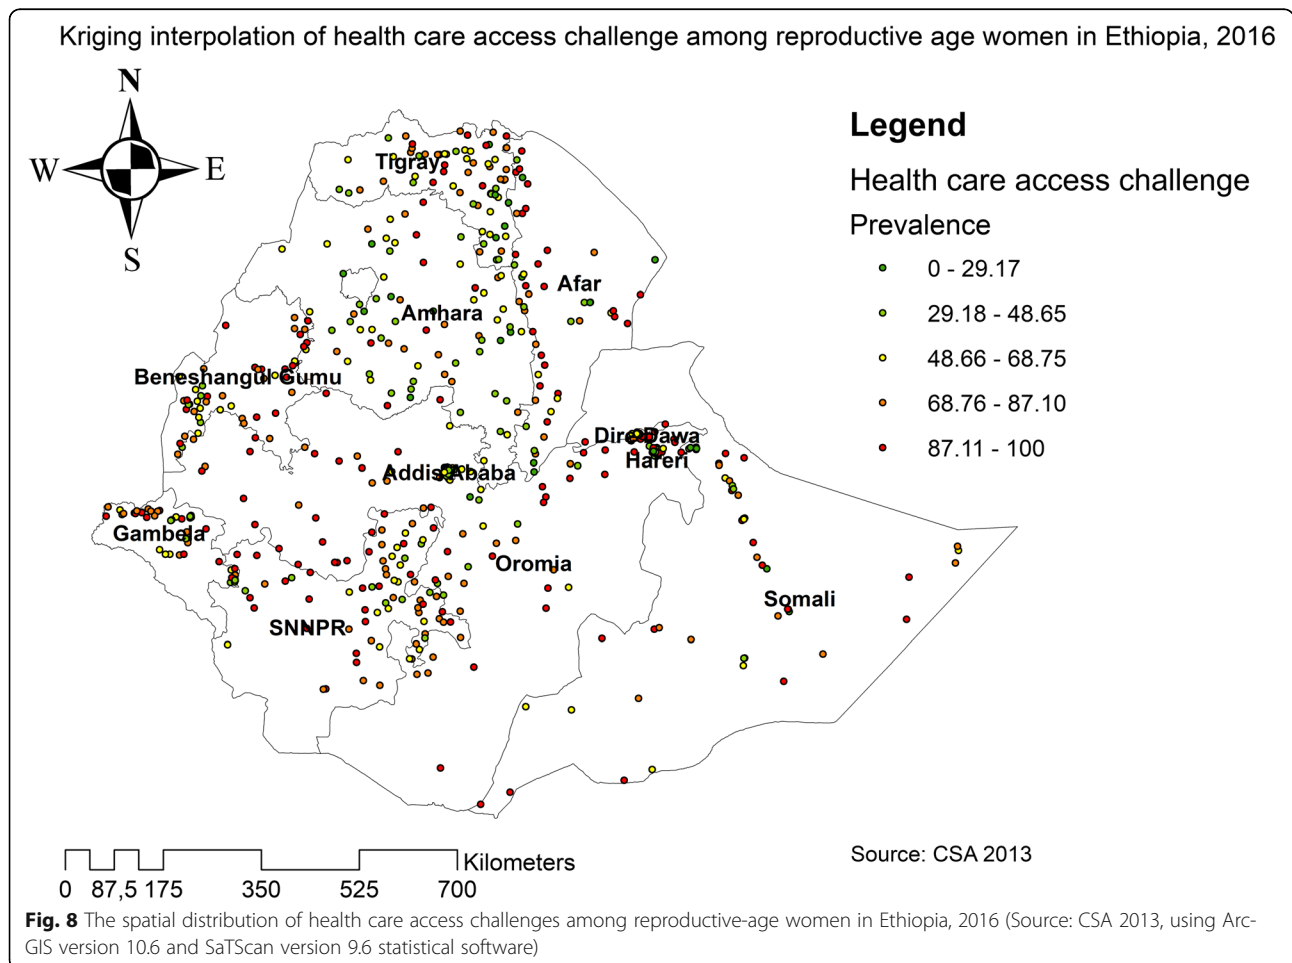 Kriging interpolation of health care access challenge among reproductive age women in Ethiopia, 2016
N
W
E
S
Legend
Health care access challenge
Prevalence
0 - 29.17
29.18 - 48.65
48.66 - 68.75
68.76 - 87.10
87.11 - 100
Tigray
Afar
Amhara
Beneshangul Gumu
Dire Dawa
Hareri
Addis Ababa
Gambela
Oromia
Somali
SNNPR
Kilometers
0 87,5 175 350 525 700
Source: CSA 2013
Fig. 8 The spatial distribution of health care access challenges among reproductive-age women in Ethiopia, 2016 (Source: CSA 2013, using Arc-
GIS version 10.6 and SaTScan version 9.6 statistical software)